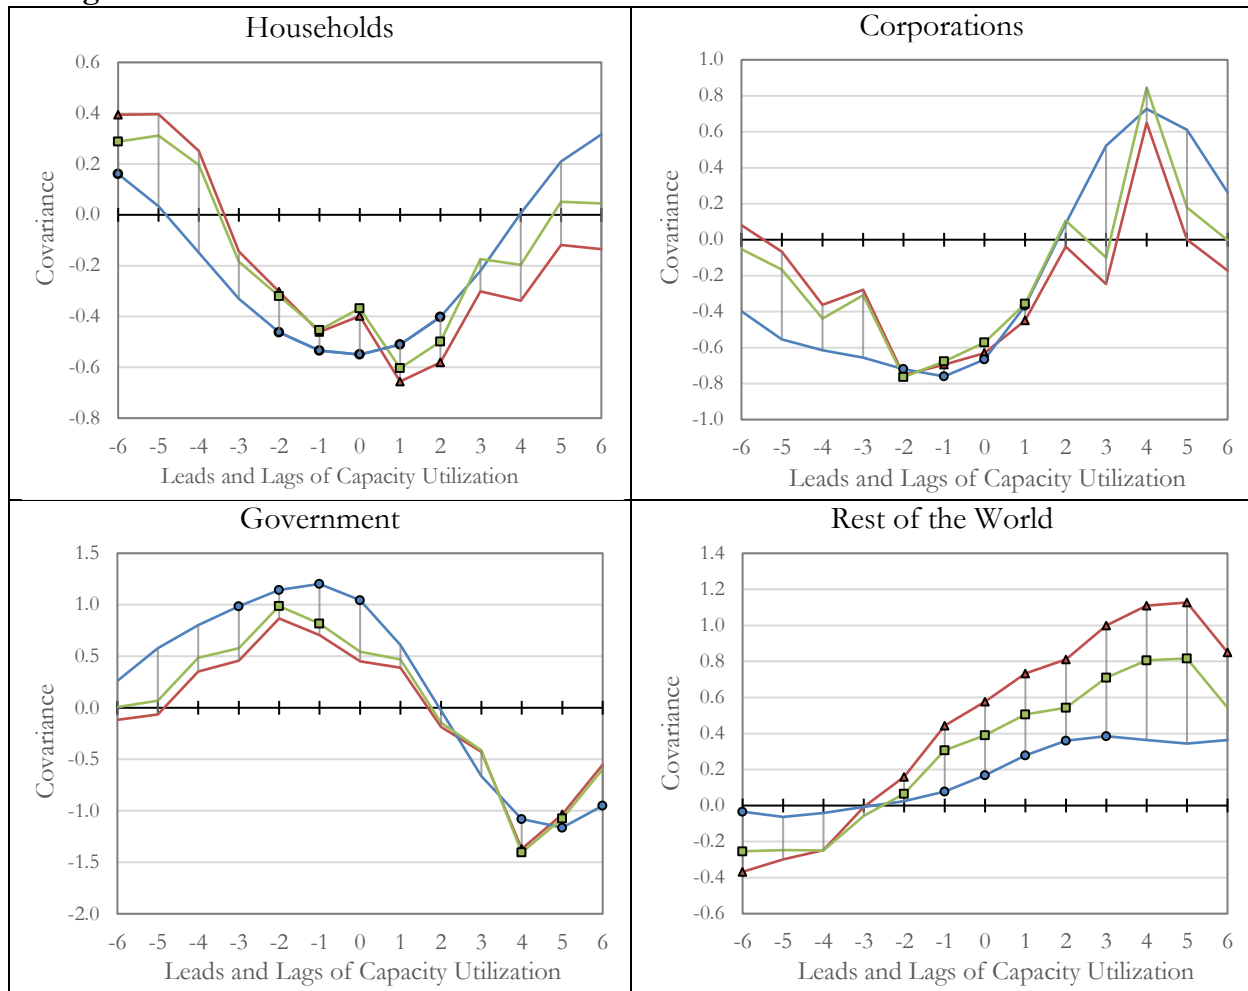 Households
0.6
0.4
0.2
0.0
-0.2
-0.4
-0.6
-0.8
Covariance
-6 -5 -4 -3 -2 -1 0 1 2 3 4 5 6
Leads and Lags of Capacity Utilization
Corporations
1.0
0.8
0.6
0.4
0.2
0.0
-0.2
-0.4
-0.6
-0.8
-1.0
Covariance
-6 -5 -4 -3 -2 -1 0 1 2 3 4 5 6
Leads and Lags of Capacity Utilization
Government
1.5
1.0
0.5
0.0
-0.5
-1.0
-1.5
-2.0
Covariance
-6 -5 -4 -3 -2 -1 0 1 2 3 4 5 6
Leads and Lags of Capacity Utilization
Rest of the World
1.4
1.2
1.0
0.8
0.6
0.4
0.2
0.0
-0.2
-0.4
-0.6
Covariance
-6 -5 -4 -3 -2 -1 0 1 2 3 4 5 6
Leads and Lags of Capacity Utilization